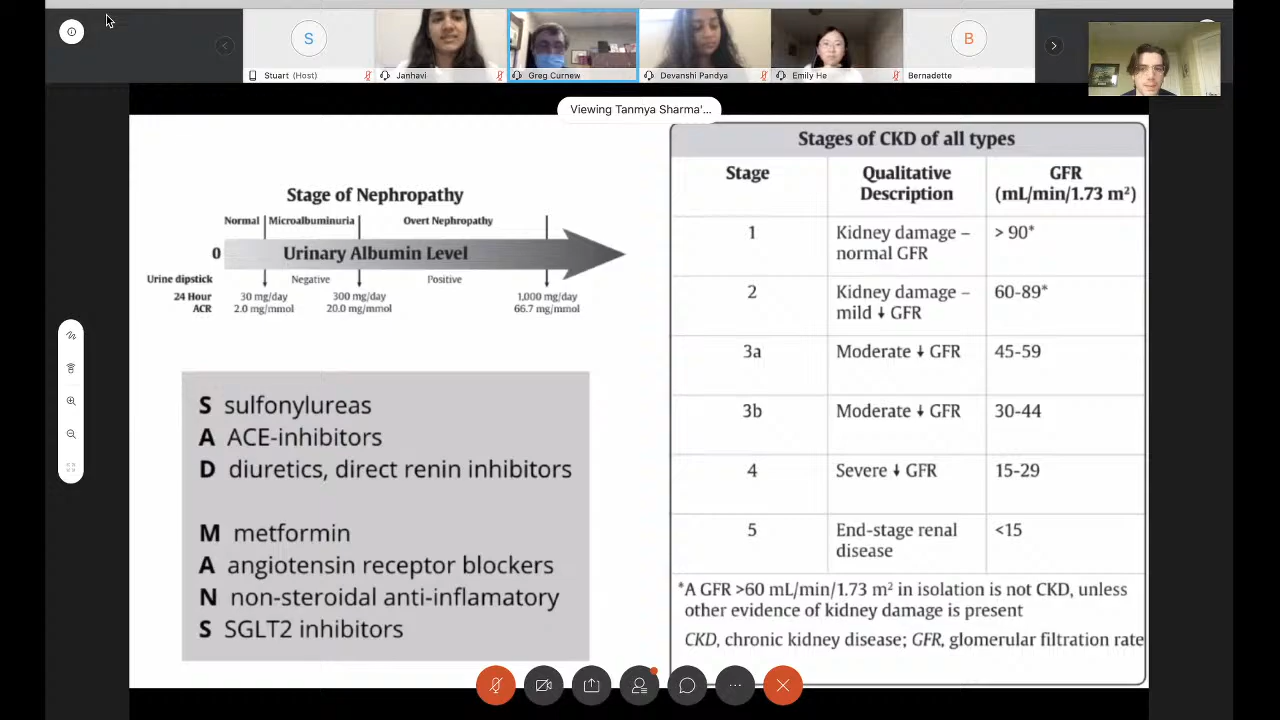 S
B
Stuart (Host)
Janhavi
Greg Curnew
Devanshi Pandya
Emily He
Bernadette
Viewing Tanmya Sharma'...
Stage of Nephropathy
Normal Microalbuminuria Overt Nephropathy
0 Urinary Albumin Level
Urine dipstick Negative Positive
24 Hour 30 mg/day 300 mg/day 1,000 mg/day
ACR 2.0 mg/mmol 20.0 mg/mmol 66.7 mg/mmol
S sulfonylureas
A ACE-inhibitors
D diuretics, direct renin inhibitors
M metformin
A angiotensin receptor blockers
N non-steroidal anti-inflamatory
S SGLT2 inhibitors
Stages of CKD of all types
Stage Qualitative GFR
Description (mL/min/1.73 m²)
1 Kidney damage – > 90*
normal GFR
2 Kidney damage – 60-89*
mild ↓ GFR
3a Moderate ↓ GFR 45-59
3b Moderate ↓ GFR 30-44
4 Severe ↓ GFR 15-29
5 End-stage renal <15
disease
*A GFR >60 mL/min/1.73 m² in isolation is not CKD, unless
other evidence of kidney damage is present
CKD, chronic kidney disease; GFR, glomerular filtration rate